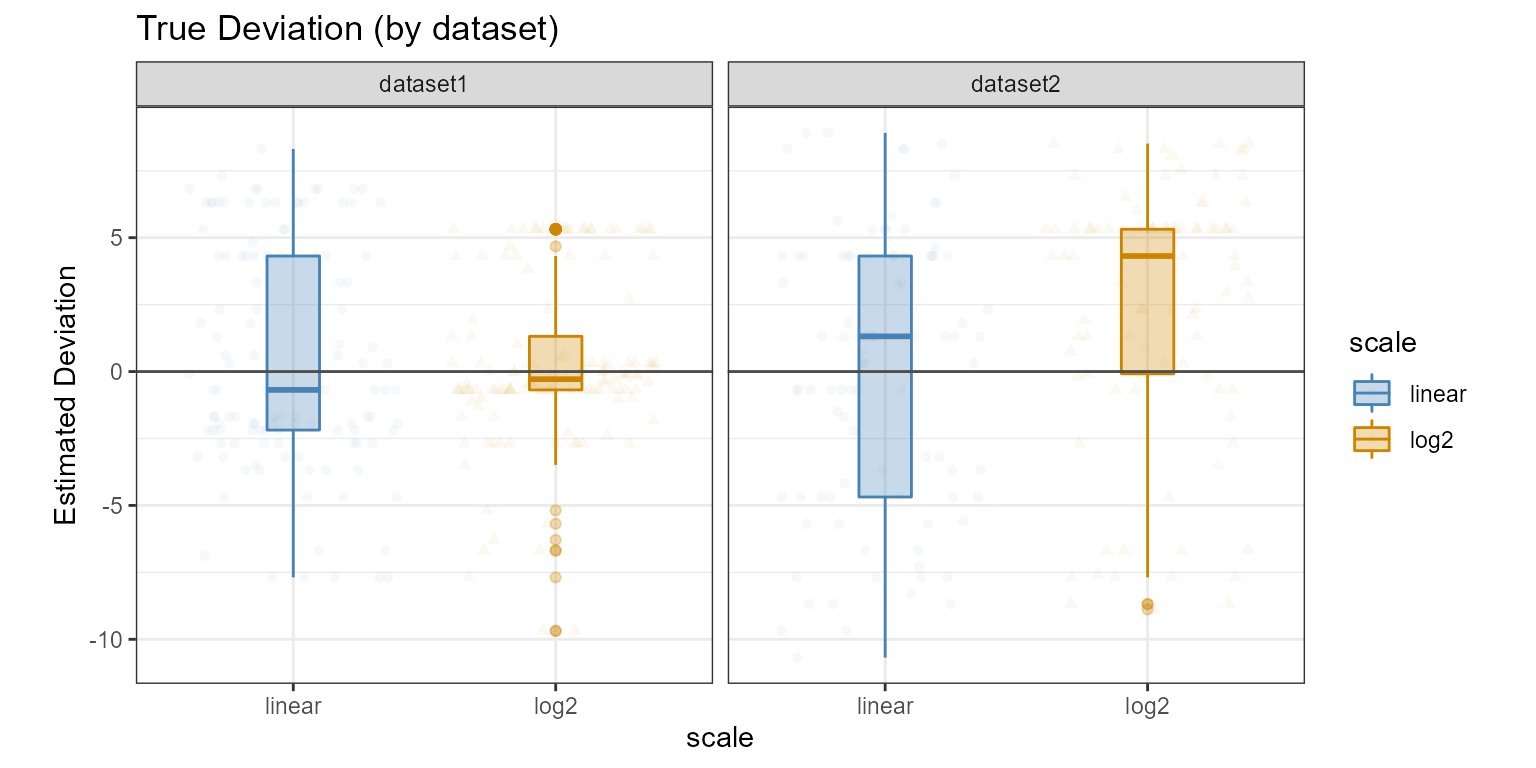 True Deviation (by dataset)
dataset1
dataset2
Estimated Deviation
5
0
-5
-10
linear
log2
linear
log2
scale
scale
linear
log2